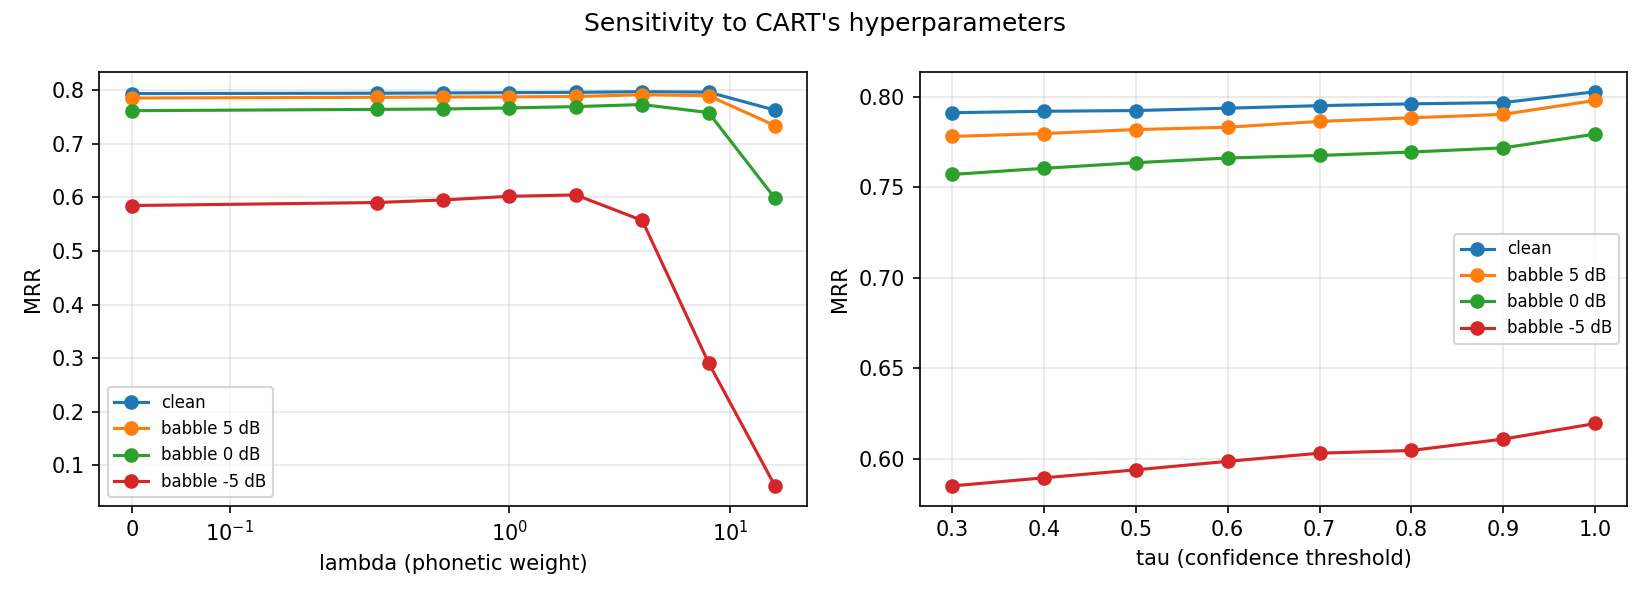 Sensitivity to CART's hyperparameters
MRR
0.8
0.7
0.6
0.5
0.4
0.3
0.2
0.1
clean
babble 5 dB
babble 0 dB
babble -5 dB
0
10⁻¹
10⁰
10¹
lambda (phonetic weight)
MRR
0.80
0.75
0.70
0.65
0.60
clean
babble 5 dB
babble 0 dB
babble -5 dB
0.3
0.4
0.5
0.6
0.7
0.8
0.9
1.0
tau (confidence threshold)